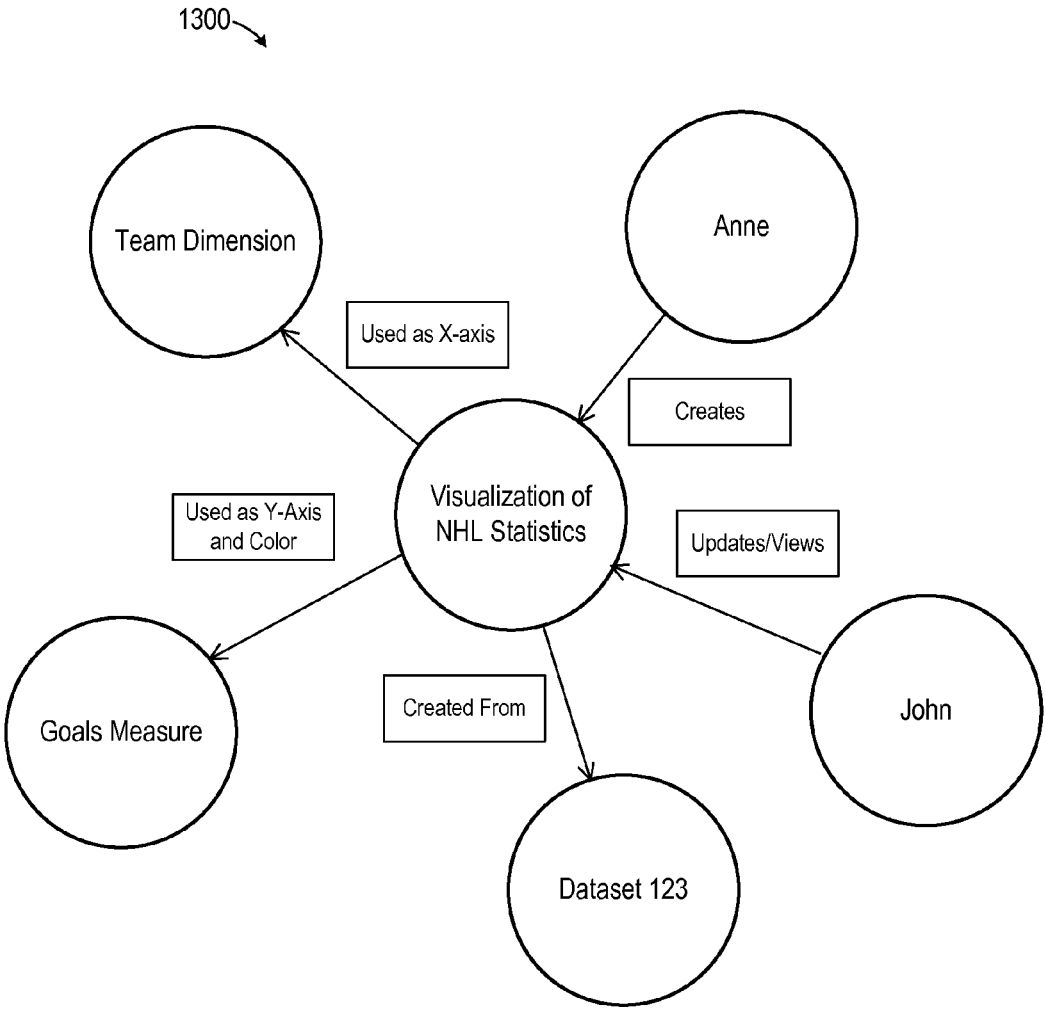 1300
Team Dimension
Anne
Used as X-axis
Creates
Visualization of
NHL Statistics
Used as Y-Axis
and Color
Updates/Views
Created From
Goals Measure
John
Dataset 123